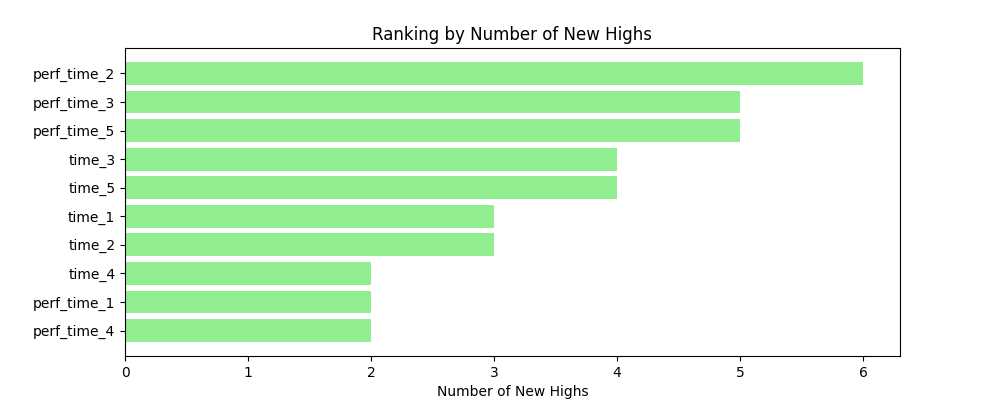 Ranking by Number of New Highs
perf_time_2
perf_time_3
perf_time_5
time_3
time_5
time_1
time_2
time_4
perf_time_1
perf_time_4
0 1 2 3 4 5 6
Number of New Highs